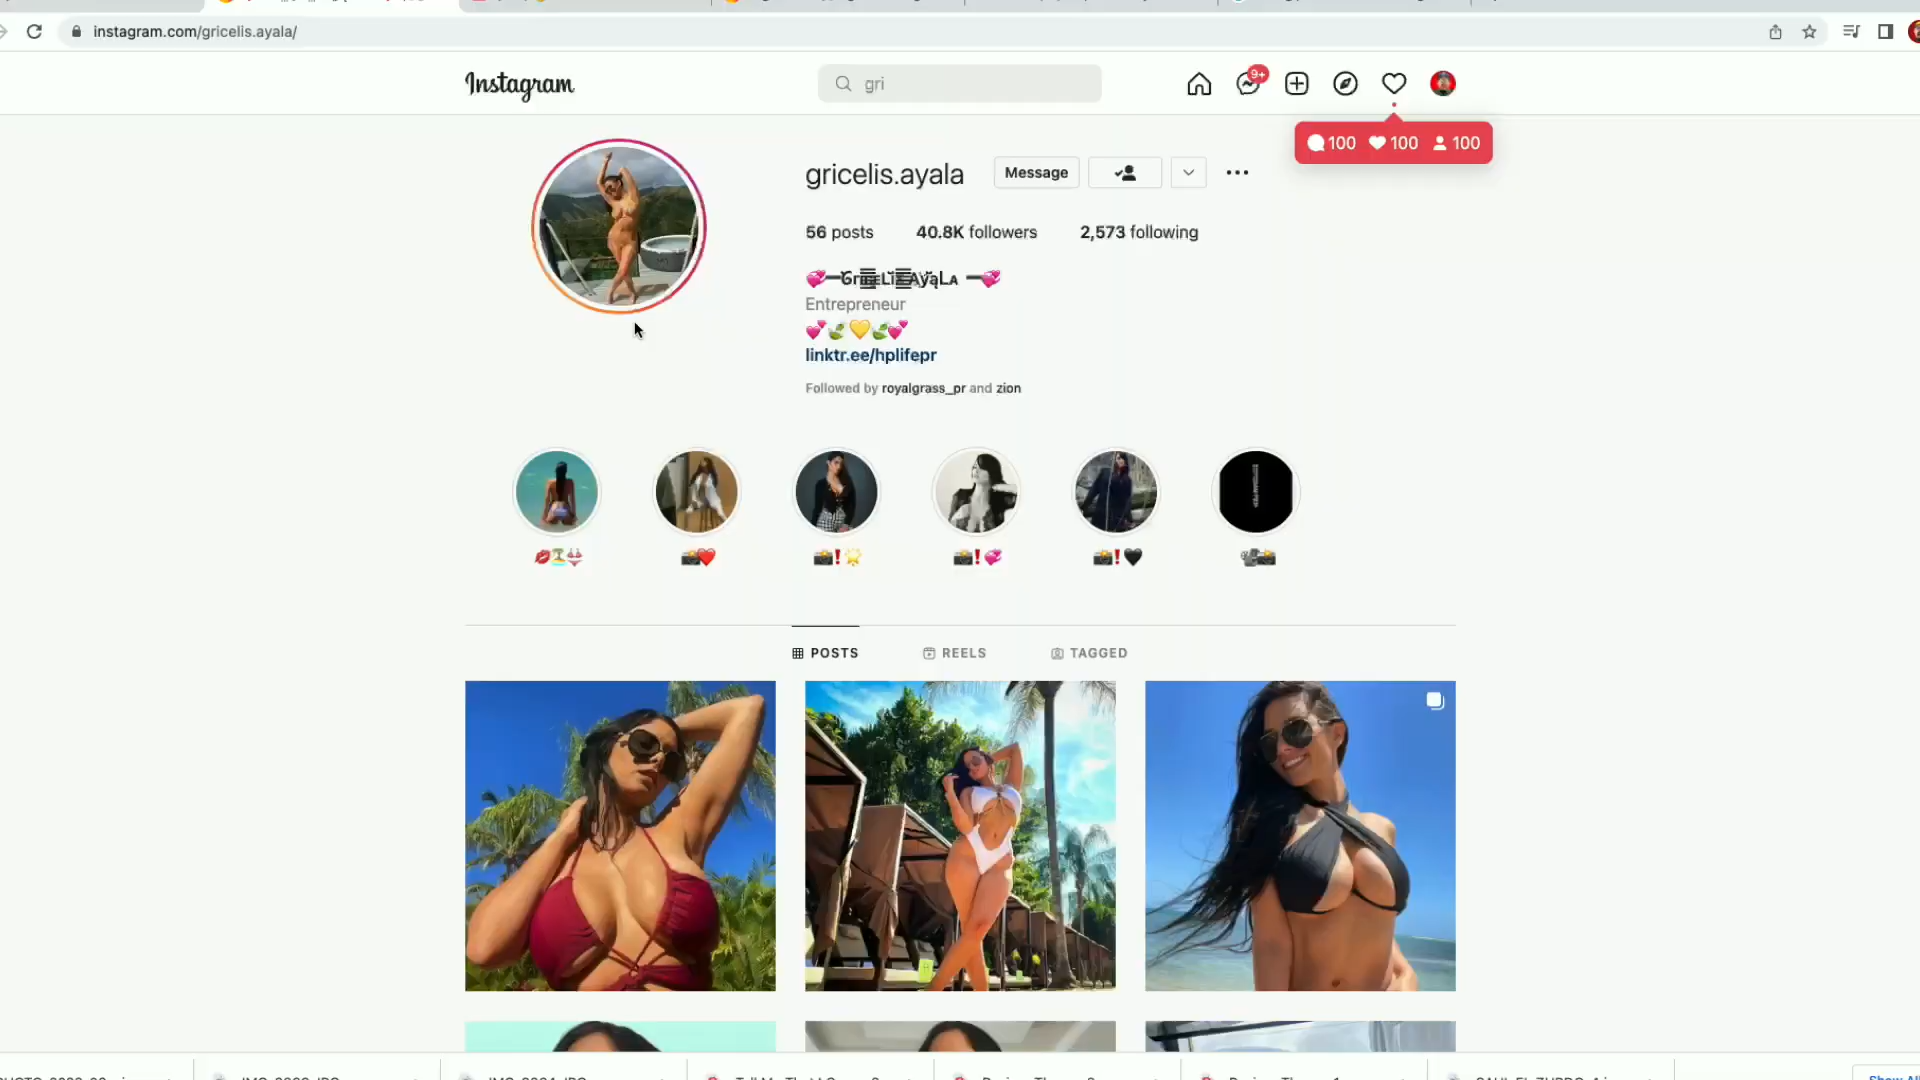 instagram.com/gricelis.ayala/
Instagram
gri
9+
100 100 100
gricelis.ayala
Message
56 posts 40.8K followers 2,573 following
Entrepreneur
linktr.ee/hplifepr
Followed by royalgrass_pr and zion
POSTS REELS TAGGED